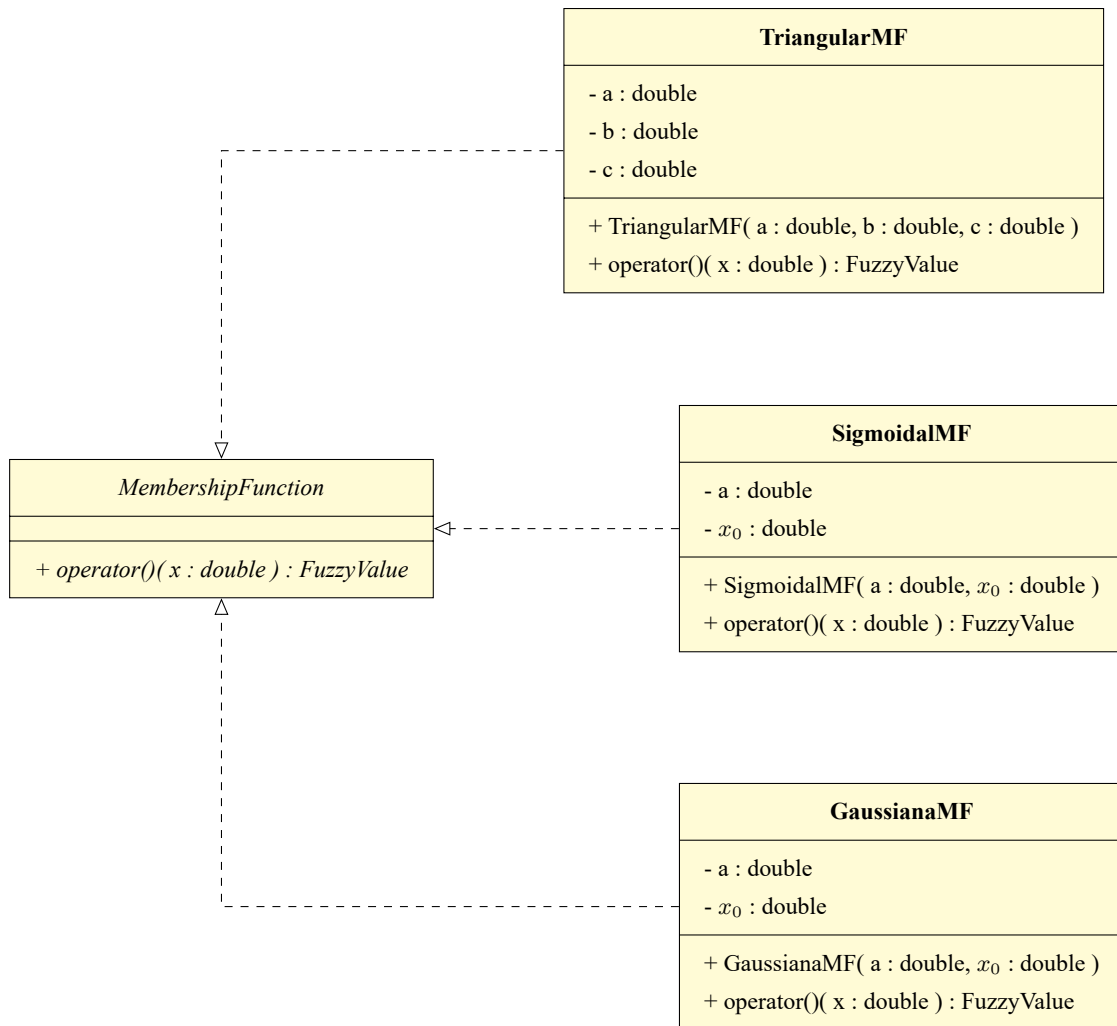 TriangularMF
- a : double
- b : double
- c : double
+ TriangularMF( a : double, b : double, c : double )
+ operator()( x : double ) : FuzzyValue
MembershipFunction
+ operator()( x : double ) : FuzzyValue
SigmoidalMF
- a : double
- x₀ : double
+ SigmoidalMF( a : double, x₀ : double )
+ operator()( x : double ) : FuzzyValue
GaussianaMF
- a : double
- x₀ : double
+ GaussianaMF( a : double, x₀ : double )
+ operator()( x : double ) : FuzzyValue